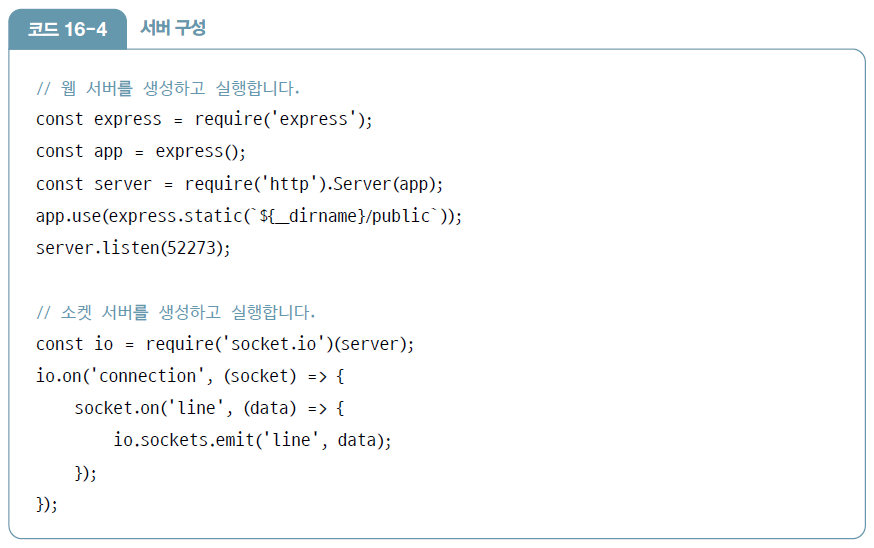 코드 16-4 서버 구성
// 웹 서버를 생성하고 실행합니다.
const express = require('express');
const app = express();
const server = require('http').Server(app);
app.use(express.static(`${__dirname}/public`));
server.listen(52273);
// 소켓 서버를 생성하고 실행합니다.
const io = require('socket.io')(server);
io.on('connection', (socket) => {
    socket.on('line', (data) => {
        io.sockets.emit('line', data);
    });
});